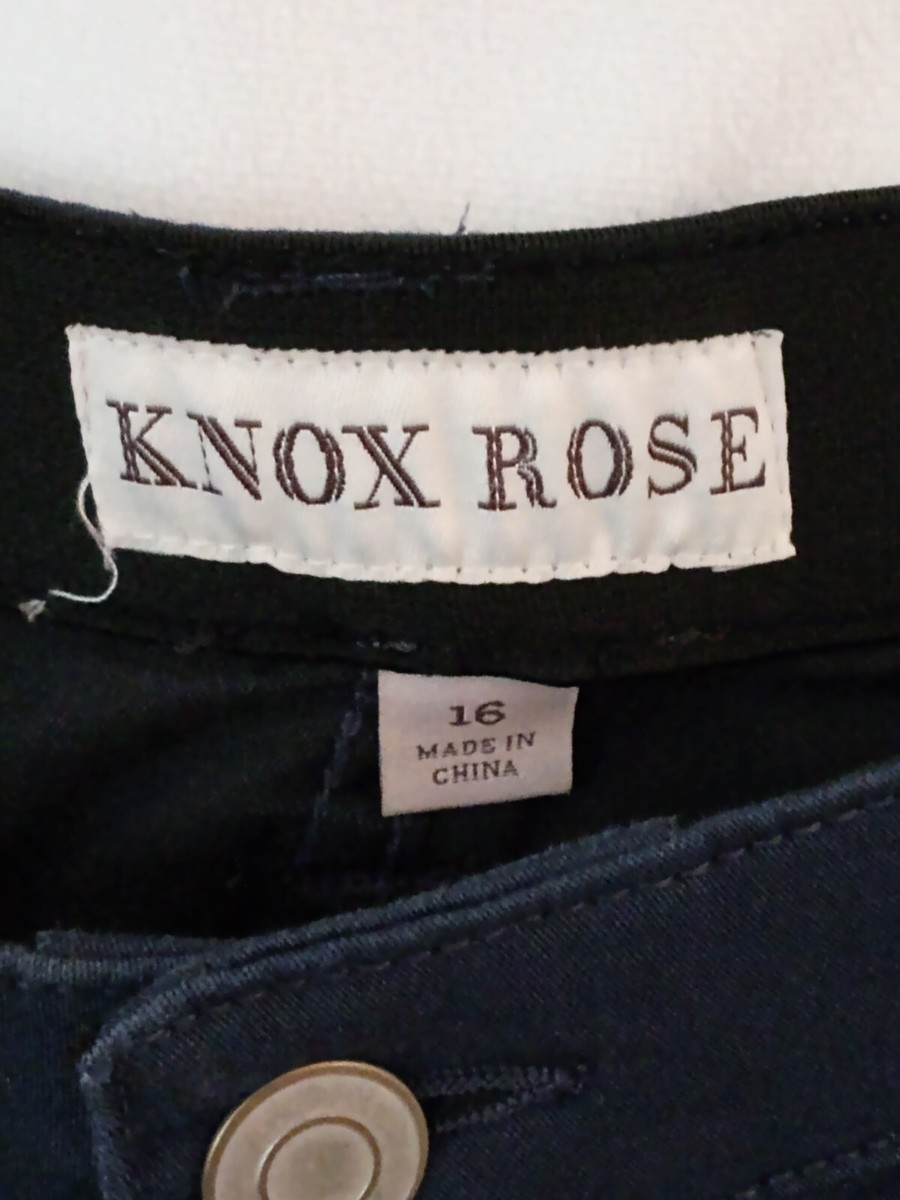 KNOX ROSE
16
MADE IN
CHINA